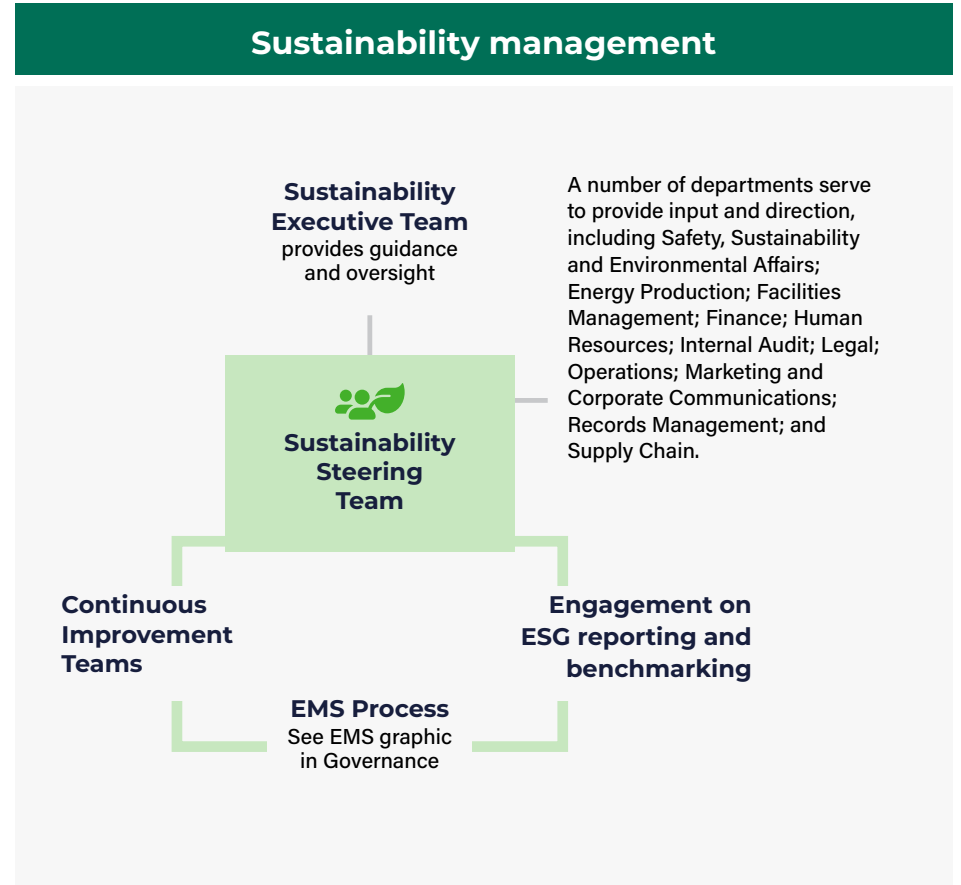 Sustainability management
Sustainability
Executive Team
provides guidance
and oversight
A number of departments serve
to provide input and direction,
including Safety, Sustainability
and Environmental Affairs;
Energy Production; Facilities
Management; Finance; Human
Resources; Internal Audit; Legal;
Operations; Marketing and
Corporate Communications;
Records Management; and
Supply Chain.
Sustainability
Steering
Team
Continuous
Improvement
Teams
Engagement on
ESG reporting and
benchmarking
EMS Process
See EMS graphic
in Governance